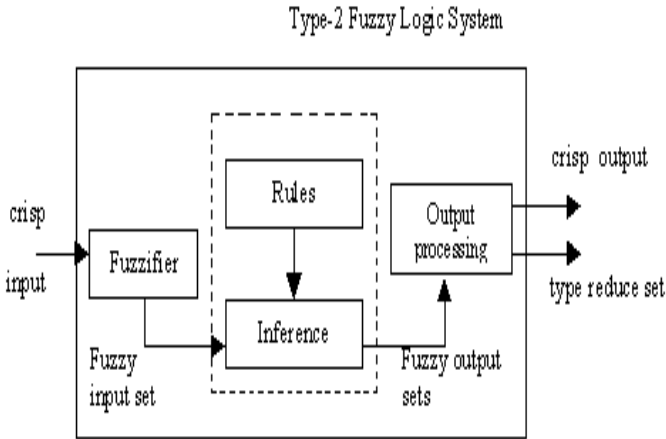 Type-2 Fuzzy Logic System
crisp
input
Fuzzifier
Fuzzy
input set
Rules
Inference
Fuzzy output
sets
Output
processing
crisp output
type reduce set